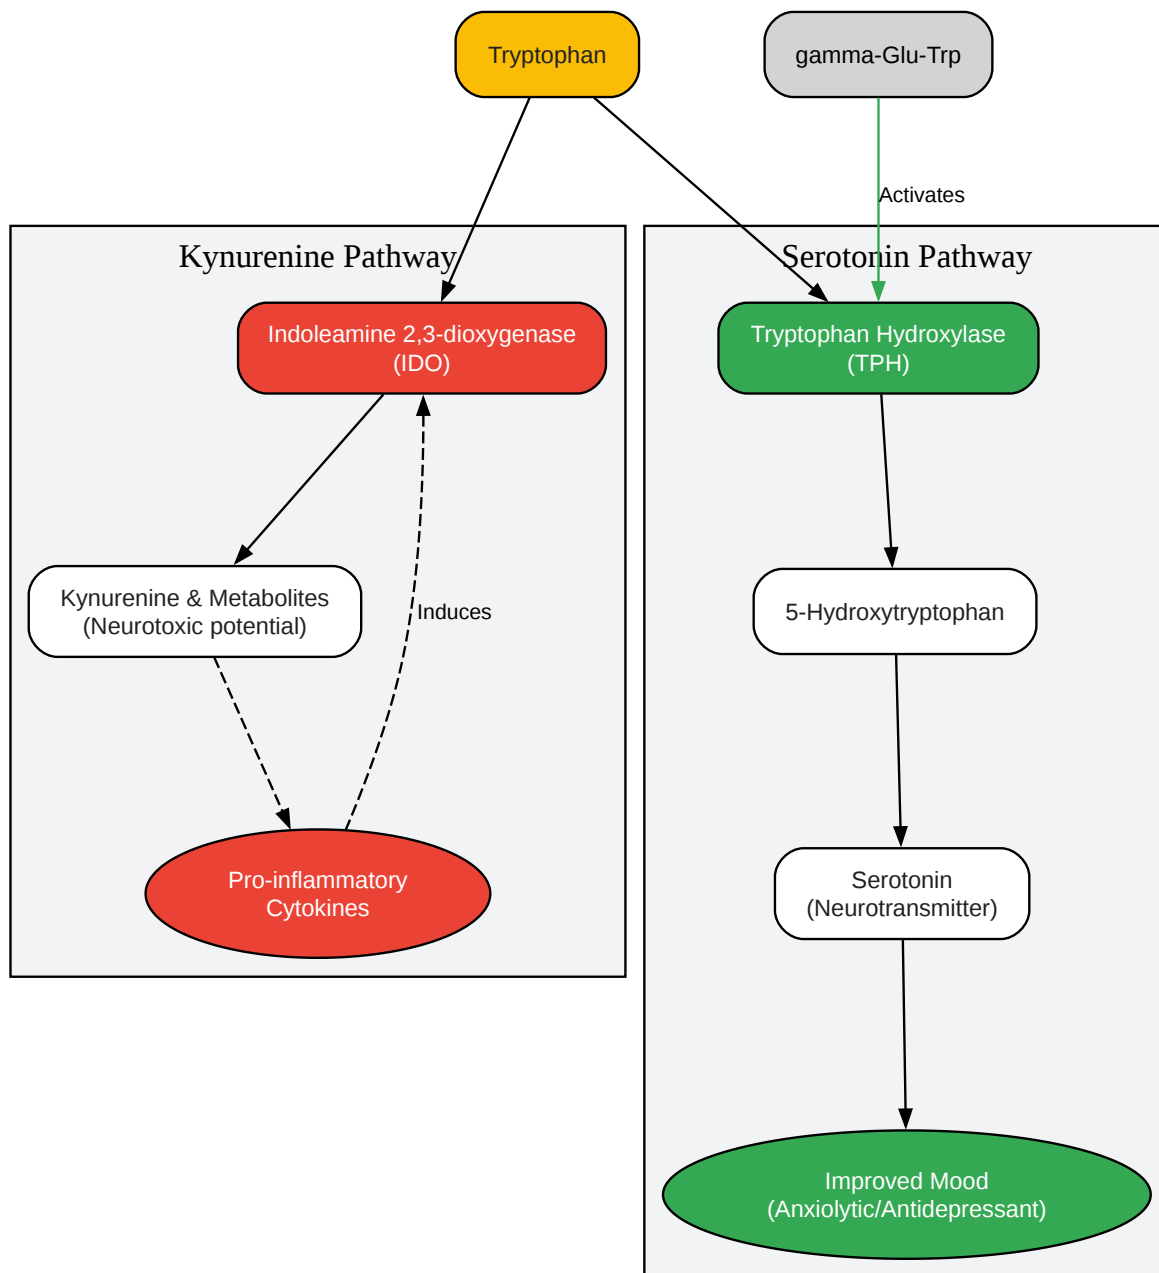 Tryptophan
gamma-Glu-Trp
Activates
Kynurenine Pathway
Serotonin Pathway
Indoleamine 2,3-dioxygenase
(IDO)
Tryptophan Hydroxylase
(TPH)
Kynurenine & Metabolites
(Neurotoxic potential)
Induces
5-Hydroxytryptophan
Pro-inflammatory
Cytokines
Serotonin
(Neurotransmitter)
Improved Mood
(Anxiolytic/Antidepressant)